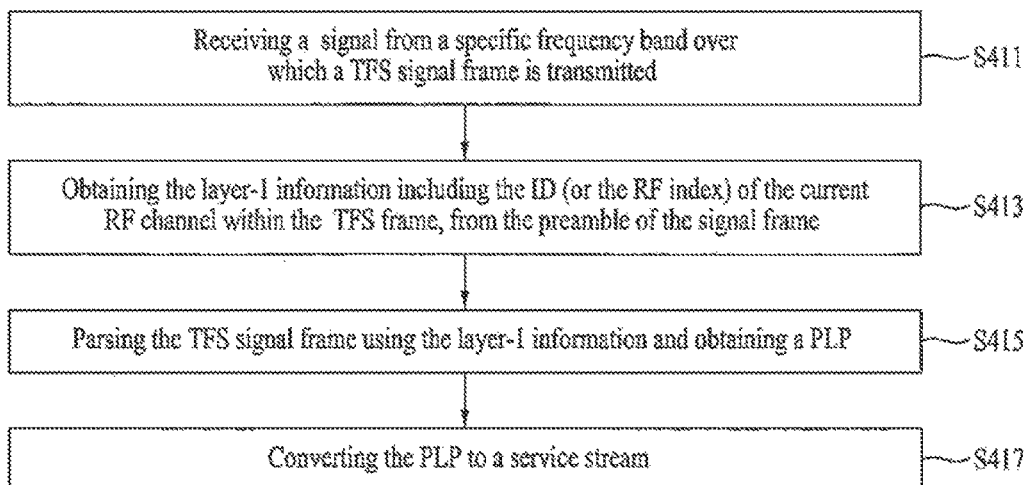 Receiving a signal from a specific frequency band over
which a TFS signal frame is transmitted
S411
Obtaining the layer-1 information including the ID (or the RF index) of the current
RF channel within the TFS frame, from the preamble of the signal frame
S413
Parsing the TFS signal frame using the layer-1 information and obtaining a PLP
S415
Converting the PLP to a service stream
S417